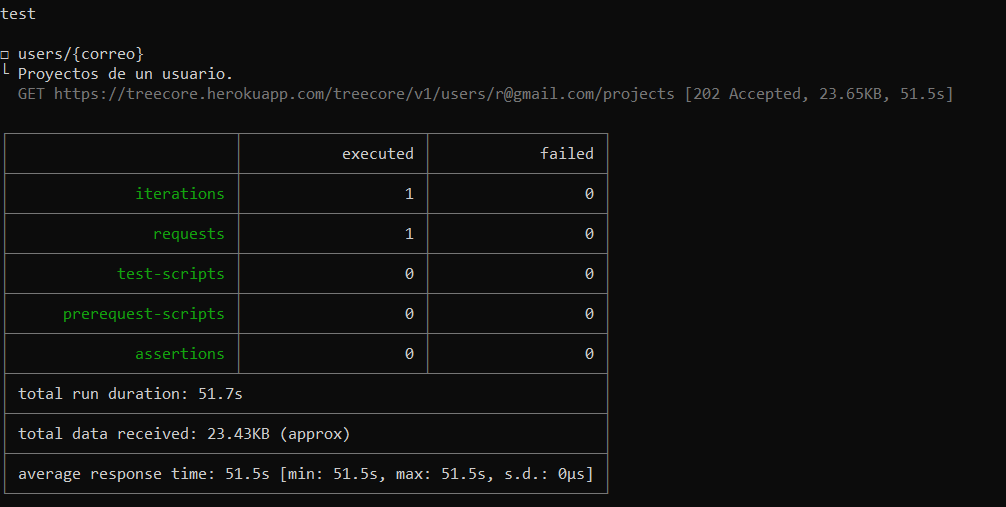 test
users/{correo}
Proyectos de un usuario.
GET https://treecore.herokuapp.com/treecore/v1/users/r@gmail.com/projects [202 Accepted, 23.65KB, 51.5s]
executed failed
iterations 1 0
requests 1 0
test-scripts 0 0
prerequest-scripts 0 0
assertions 0 0
total run duration: 51.7s
total data received: 23.43KB (approx)
average response time: 51.5s [min: 51.5s, max: 51.5s, s.d.: 0µs]